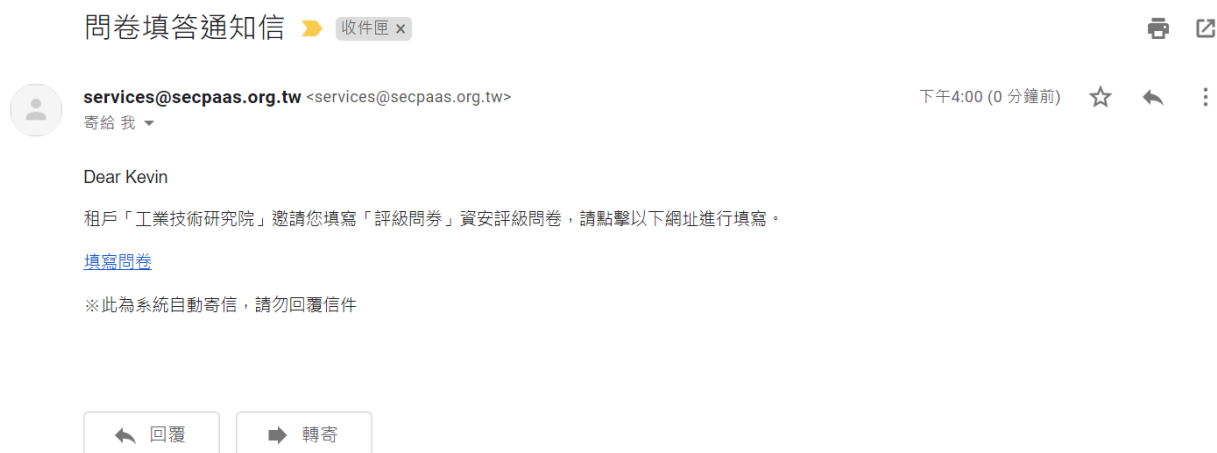 問卷填答通知信 收件匣 x
services@secpaas.org.tw <services@secpaas.org.tw> 下午4:00 (0 分鐘前)
寄給 我
Dear Kevin
租戶「工業技術研究院」邀請您填寫「評級問券」資安評級問卷，請點擊以下網址進行填寫。
填寫問卷
※此為系統自動寄信，請勿回覆信件
回覆 轉寄